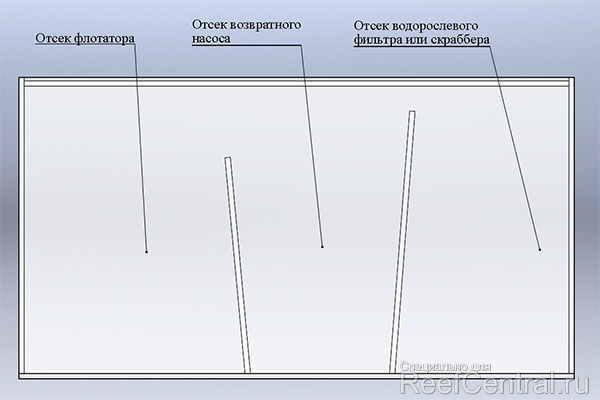 Отсек флотатора
Отсек возвратного
насоса
Отсек водорослевого
фильтра или скраббера
Специально для
ReefCentral.ru